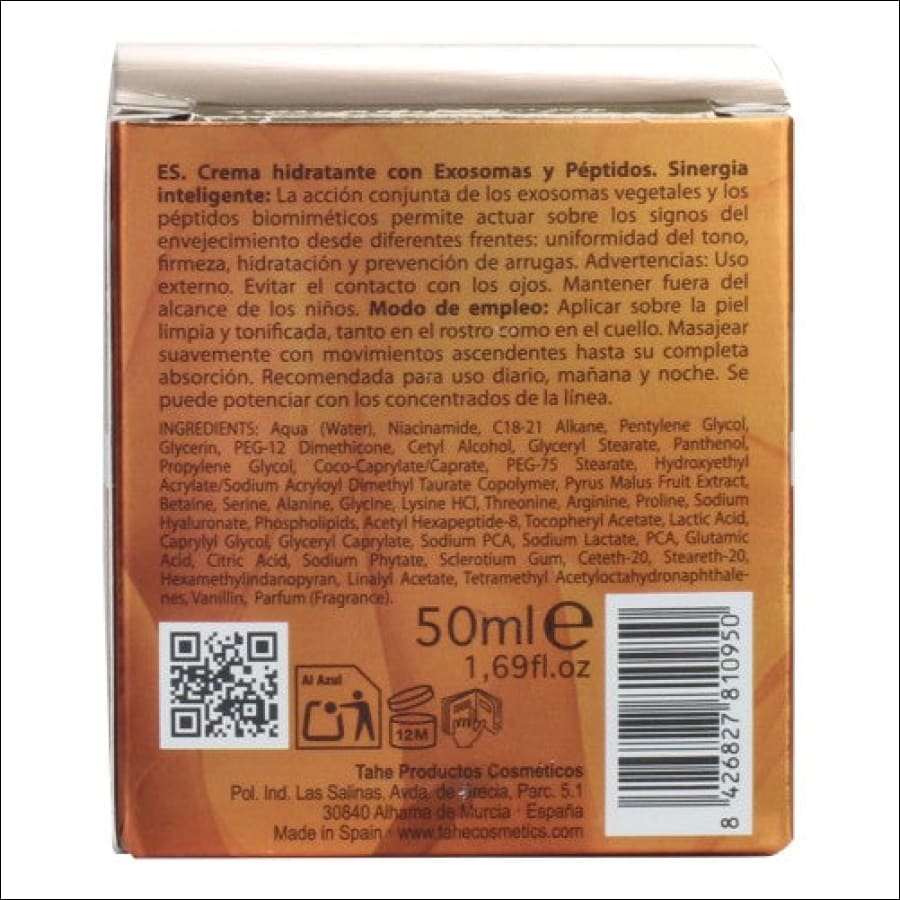 ES. Crema hidratante con Exosomas y Péptidos. Sinergia
inteligente: La acción conjunta de los exosomas vegetales y los
péptidos biomiméticos permite actuar sobre los signos del
envejecimiento desde diferentes frentes: uniformidad del tono,
firmeza, hidratación y prevención de arrugas. Advertencias: Uso
externo. Evitar el contacto con los ojos. Mantener fuera del
alcance de los niños. Modo de empleo: Aplicar sobre la piel
limpia y tonificada, tanto en el rostro como en el cuello. Masajear
suavemente con movimientos ascendentes hasta su completa
absorción. Recomendada para uso diario, mañana y noche. Se
puede potenciar con los concentrados de la línea.
INGREDIENTS: Aqua (Water), Niacinamide, C18-21 Alkane, Pentylene Glycol,
Glycerin, PEG-12 Dimethicone, Cetyl Alcohol, Glyceryl Stearate, Panthenol,
Propylene Glycol, Coco-Caprylate/Caprate, PEG-75 Stearate, Hydroxyethyl
Acrylate/Sodium Acryloyl Dimethyl Taurate Copolymer, Pyrus Malus Fruit Extract,
Betaine, Serine, Alanine, Glycine, Lysine HCl, Threonine, Arginine, Proline, Sodium
Hyaluronate, Phospholipids, Acetyl Hexapeptide-8, Tocopheryl Acetate, Lactic Acid,
Caprylyl Glycol, Glyceryl Caprylate, Sodium PCA, Sodium Lactate, PCA, Glutamic
Acid, Citric Acid, Sodium Phytate, Sclerotium Gum, Ceteth-20, Steareth-20,
Hexamethylindanopyran, Linalyl Acetate, Tetramethyl Acetyloctahydronaphthale-
nes, Vanillin, Parfum (Fragrance).
50ml e
1,69fl.oz
Al Azul
12M
Tahe Productos Cosméticos
Pol. Ind. Las Salinas, Avda. de Grecia, Parc. 5.1
30840 Alhama de Murcia · España
Made in Spain · www.tahecosmetics.com
8 426827 810950